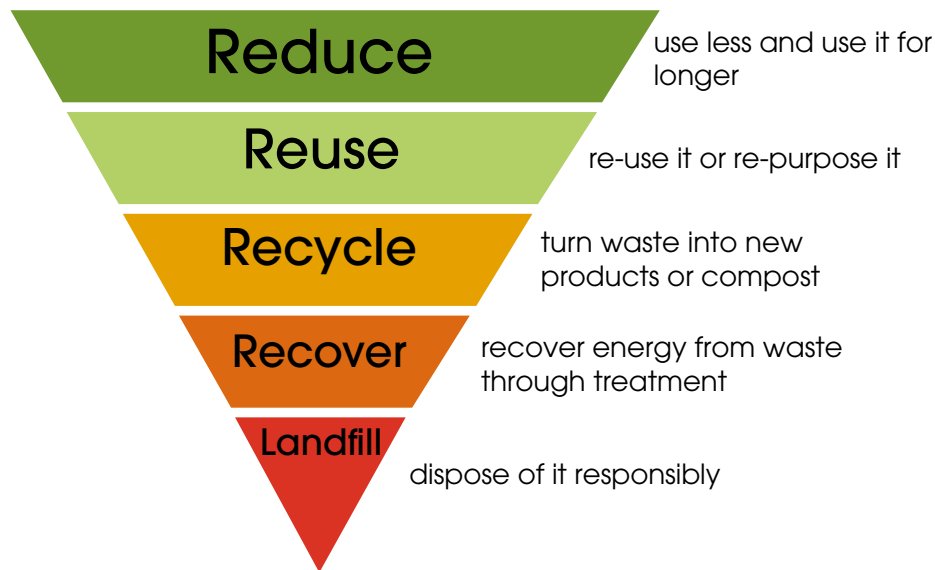 Reduce
use less and use it for
longer
Reuse
re-use it or re-purpose it
Recycle
turn waste into new
products or compost
Recover
recover energy from waste
through treatment
Landfill
dispose of it responsibly